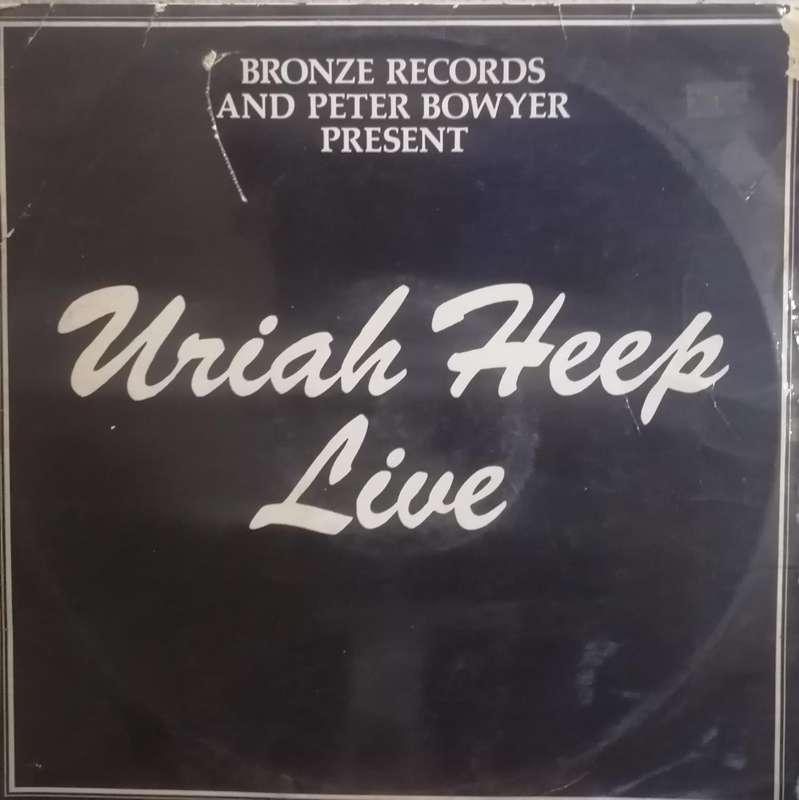 BRONZE RECORDS
AND PETER BOWYER
PRESENT
Uriah Heep
Live